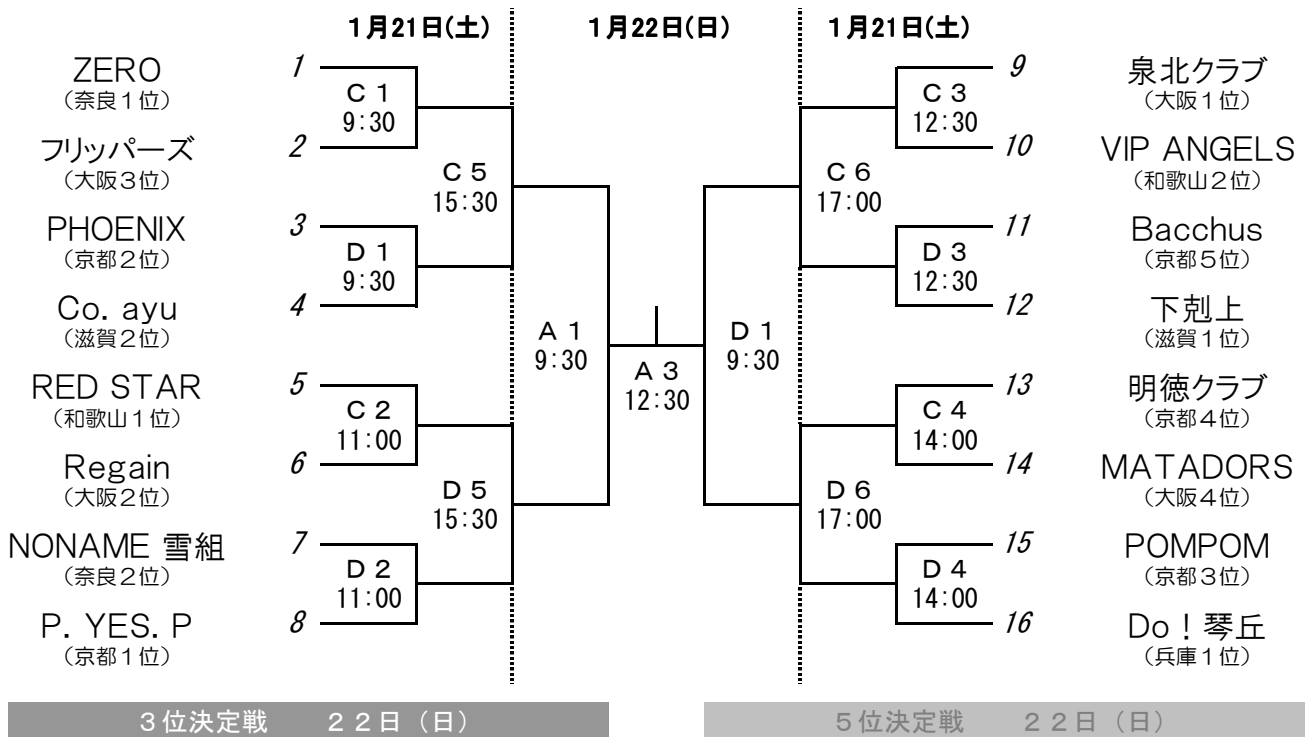 1月21日(土)
1月22日(日)
1月21日(土)
ZERO
(奈良1位)
1
フリッパーズ
(大阪3位)
2
C 1
9:30
PHOENIX
(京都2位)
3
Co. ayu
(滋賀2位)
4
D 1
9:30
C 5
15:30
RED STAR
(和歌山1位)
5
Regain
(大阪2位)
6
C 2
11:00
NONAME 雪組
(奈良2位)
7
P. YES. P
(京都1位)
8
D 2
11:00
D 5
15:30
A 1
9:30
A 3
12:30
D 1
9:30
C 6
17:00
C 3
12:30
9
泉北クラブ
(大阪1位)
10
VIP ANGELS
(和歌山2位)
D 3
12:30
11
Bacchus
(京都5位)
12
下剋上
(滋賀1位)
D 6
17:00
C 4
14:00
13
明徳クラブ
(京都4位)
14
MATADORS
(大阪4位)
D 4
14:00
15
POMPOM
(京都3位)
16
Do!琴丘
(兵庫1位)
3位決定戦 22日(日)
5位決定戦 22日(日)